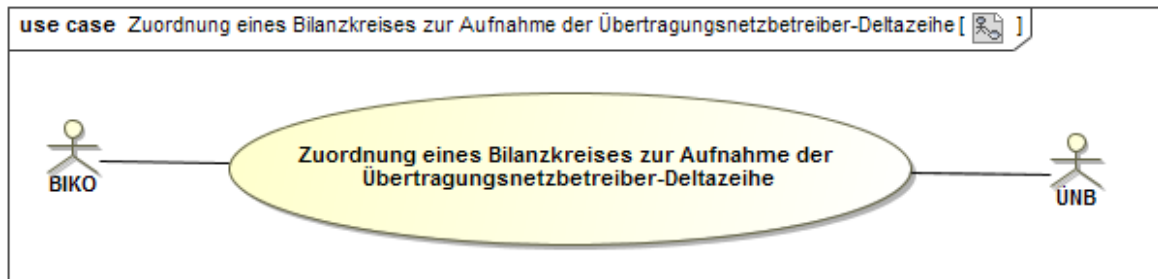 use case Zuordnung eines Bilanzkreises zur Aufnahme der Übertragungsnetzbetreiber-Deltazeihe [ ]
Zuordnung eines Bilanzkreises zur Aufnahme der
Übertragungsnetzbetreiber-Deltazeihe
BIKO
ÜNB